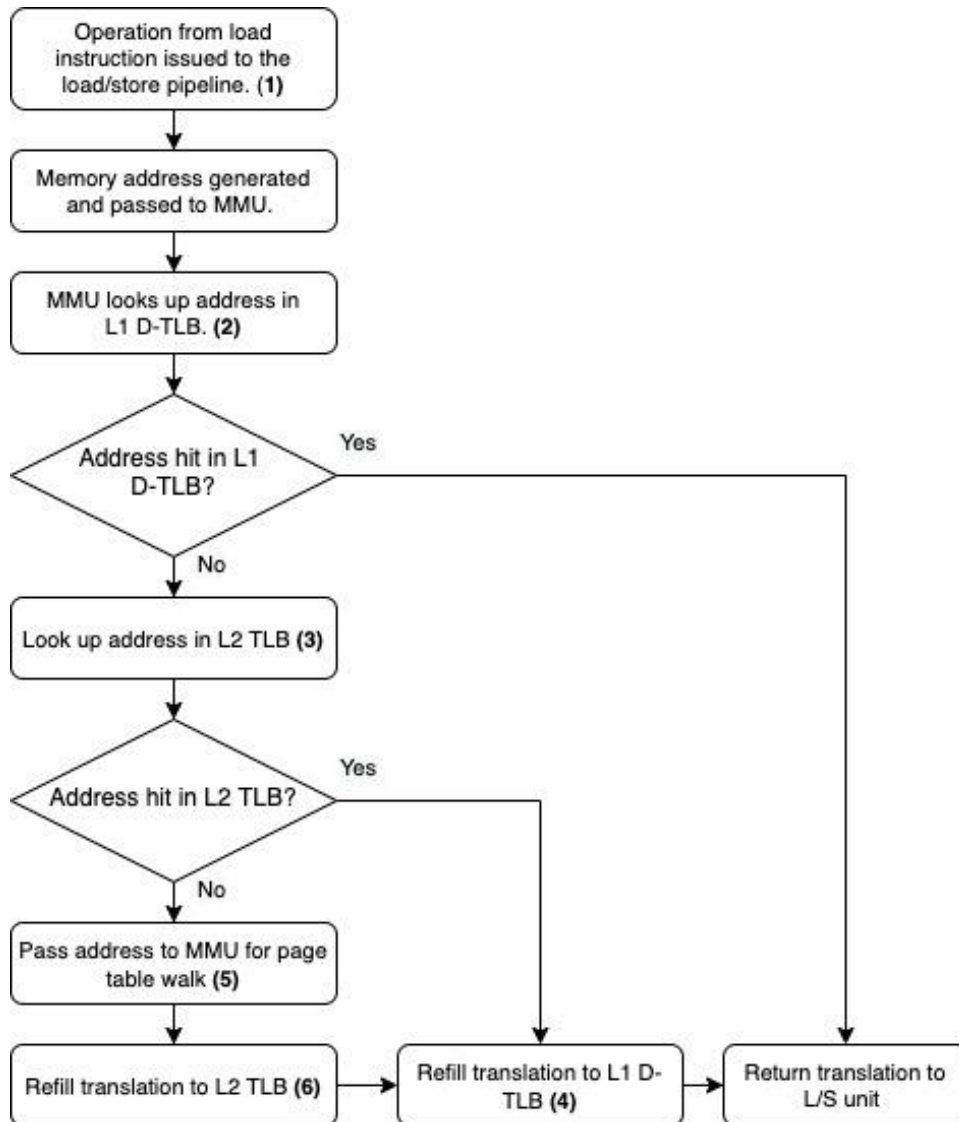 Operation from load
instruction issued to the
load/store pipeline. (1)
Memory address generated
and passed to MMU.
MMU looks up address in
L1 D-TLB. (2)
Address hit in L1
D-TLB?
Yes
No
Look up address in L2 TLB (3)
Address hit in L2 TLB?
Yes
No
Pass address to MMU for page
table walk (5)
Refill translation to L2 TLB (6)
Refill translation to L1 D-
TLB (4)
Return translation to
L/S unit